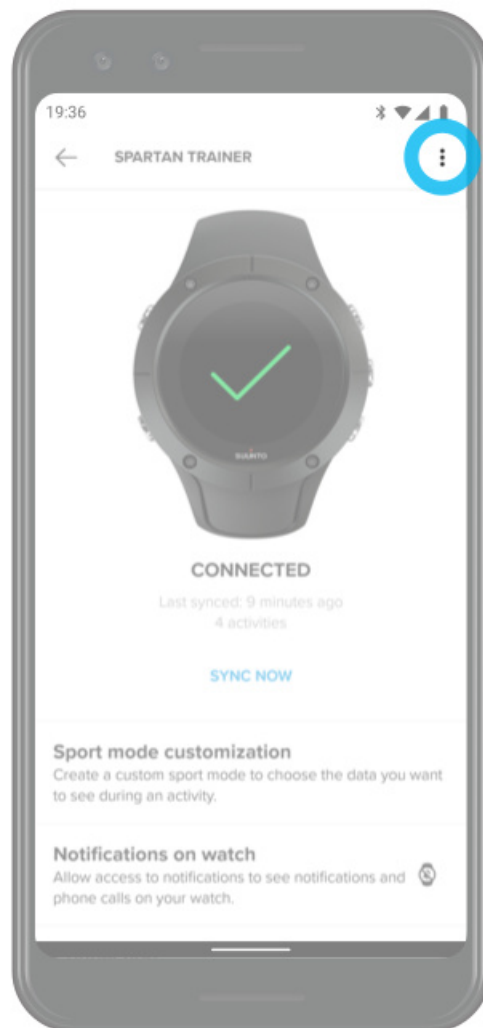 19:36
SPARTAN TRAINER
SUUNTO
CONNECTED
Last synced: 9 minutes ago
4 activities
SYNC NOW
Sport mode customization
Create a custom sport mode to choose the data you want
to see during an activity.
Notifications on watch
Allow access to notifications to see notifications and
phone calls on your watch.